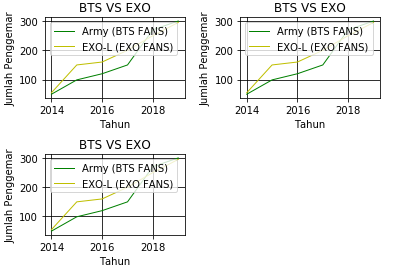 BTS VS EXO
Jumlah Penggemar
300
200
100
Army (BTS FANS)
EXO-L (EXO FANS)
2014
2016
2018
Tahun
BTS VS EXO
Jumlah Penggemar
300
200
100
Army (BTS FANS)
EXO-L (EXO FANS)
2014
2016
2018
Tahun
BTS VS EXO
Jumlah Penggemar
300
200
100
Army (BTS FANS)
EXO-L (EXO FANS)
2014
2016
2018
Tahun